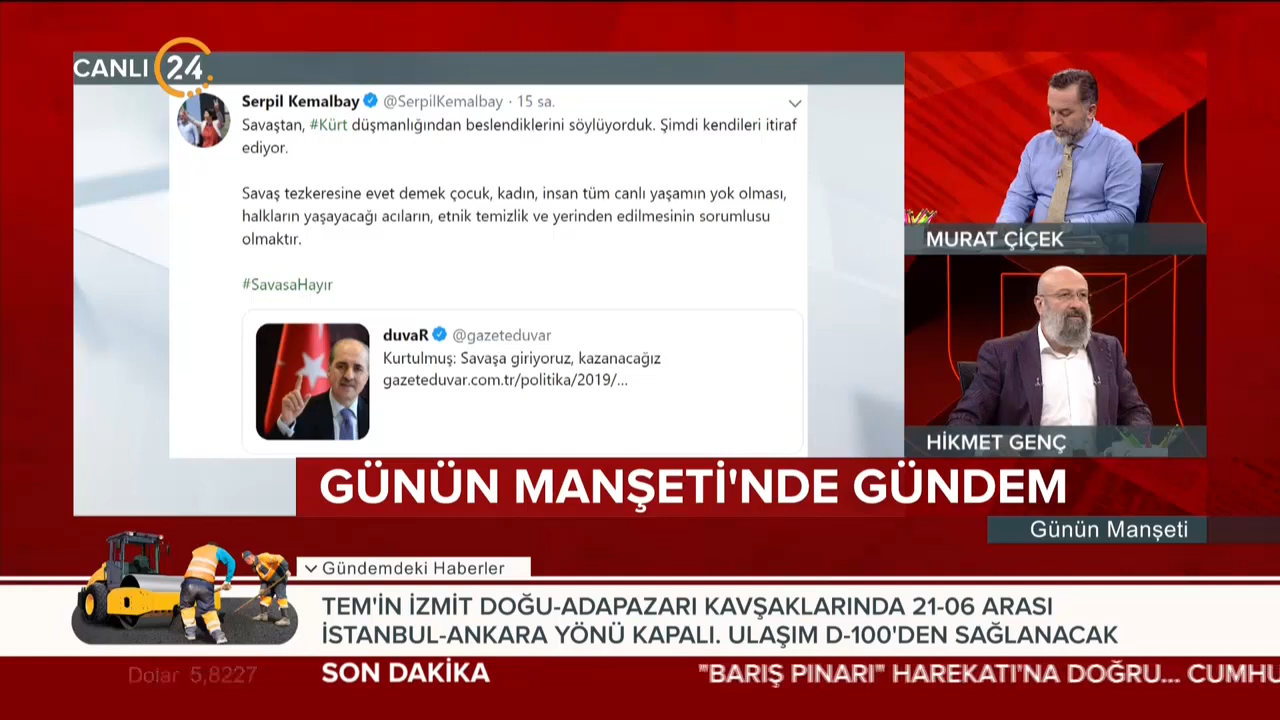 CANLI 24
Serpil Kemalbay @SerpilKemalbay · 15 sa.
Savaştan, #Kürt düşmanlığından beslendiklerini söylüyorduk. Şimdi kendileri itiraf
ediyor.
Savaş tezkeresine evet demek çocuk, kadın, insan tüm canlı yaşamın yok olması,
halkların yaşayacağı acıların, etnik temizlik ve yerinden edilmesinin sorumlusu
olmaktır.
#SavasaHayır
duvaR @gazeteduvar
Kurtulmuş: Savaşa giriyoruz, kazanacağız
gazeteduvar.com.tr/politika/2019/...
MURAT ÇİÇEK
HİKMET GENÇ
GÜNÜN MANŞETİ'NDE GÜNDEM
Günün Manşeti
Gündemdeki Haberler
TEM'İN İZMİT DOĞU-ADAPAZARI KAVŞAKLARINDA 21-06 ARASI
İSTANBUL-ANKARA YÖNÜ KAPALI. ULAŞIM D-100'DEN SAĞLANACAK
Dolar 5,8227
SON DAKİKA
"BARIŞ PINARI" HAREKATI'NA DOĞRU... CUMHU